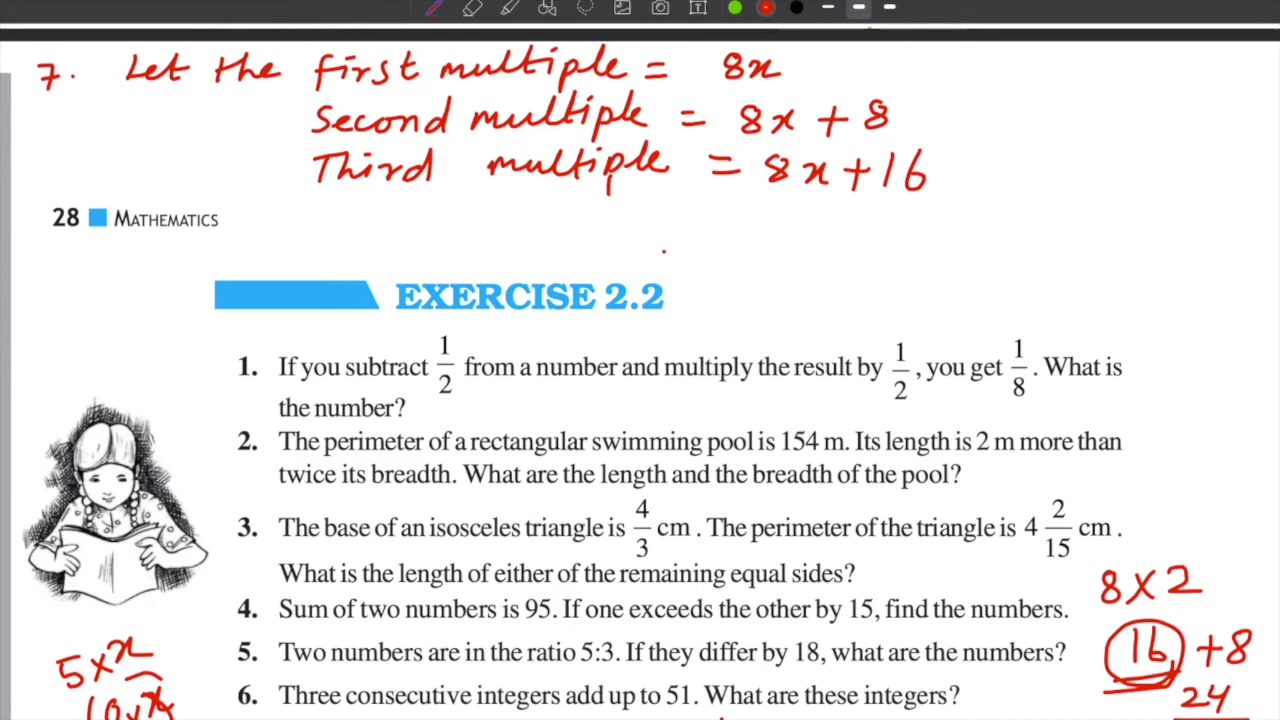 7. Let the first multiple = 8x
Second multiple = 8x + 8
Third multiple = 8x + 16
28 MATHEMATICS
EXERCISE 2.2
1. If you subtract 1/2 from a number and multiply the result by 1/2, you get 1/8. What is
the number?
2. The perimeter of a rectangular swimming pool is 154 m. Its length is 2 m more than
twice its breadth. What are the length and the breadth of the pool?
3. The base of an isosceles triangle is 4/3 cm. The perimeter of the triangle is 4 2/15 cm.
What is the length of either of the remaining equal sides?
4. Sum of two numbers is 95. If one exceeds the other by 15, find the numbers.
5. Two numbers are in the ratio 5:3. If they differ by 18, what are the numbers?
6. Three consecutive integers add up to 51. What are these integers?
8 x 2
16 + 8
24
5 x x